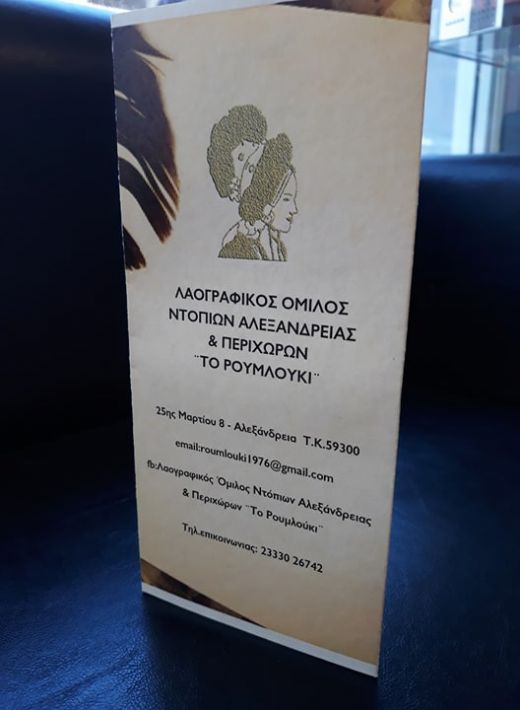 ΛΑΟΓΡΑΦΙΚΟΣ ΟΜΙΛΟΣ
ΝΤΟΠΙΩΝ ΑΛΕΞΑΝΔΡΕΙΑΣ
& ΠΕΡΙΧΩΡΩΝ
¨ΤΟ ΡΟΥΜΛΟΥΚΙ¨
25ης Μαρτίου 8 - Αλεξάνδρεια Τ.Κ.59300
email:roumlouki1976@gmail.com
fb:Λαογραφικός Όμιλος Ντόπιων Αλεξάνδρειας
& Περιχώρων ¨Το Ρουμλούκι¨
Τηλ.επικοινωνιας: 23330 26742